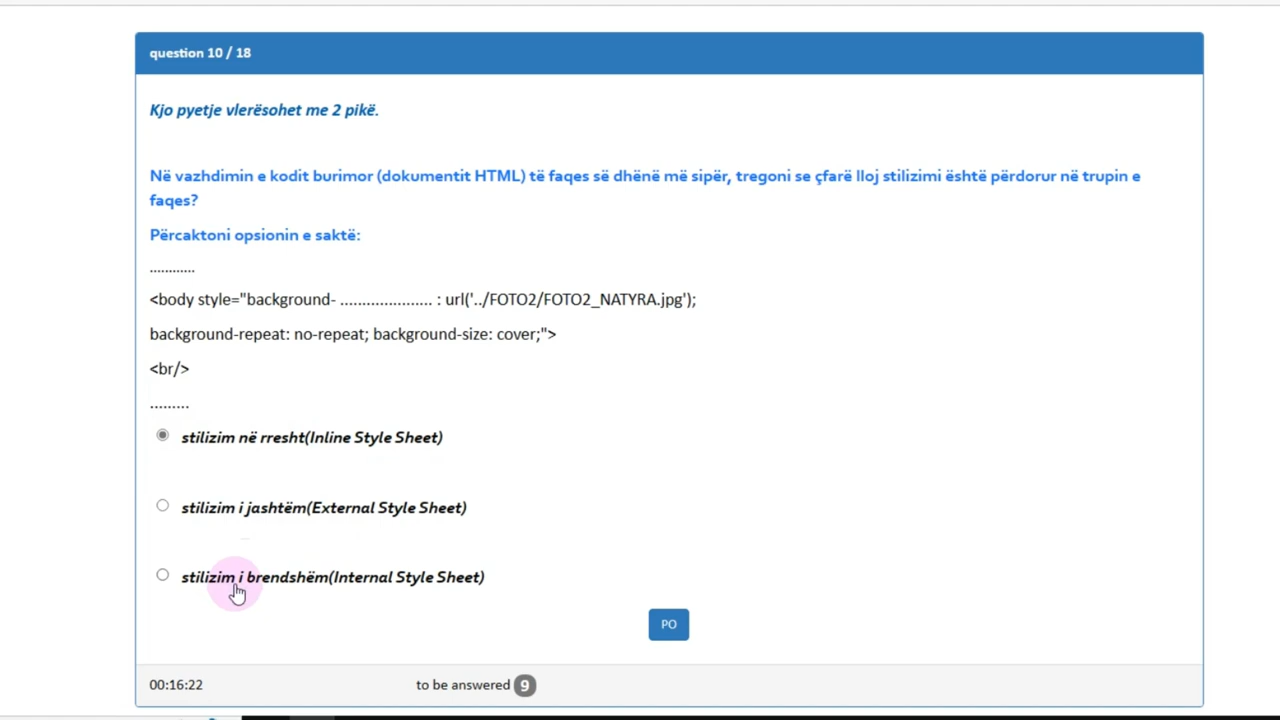 question 10 / 18
Kjo pyetje vlerësohet me 2 pikë.
Në vazhdimin e kodit burimor (dokumentit HTML) të faqes së dhënë më sipër, tregoni se çfarë lloj stilizimi është përdorur në trupin e
faqes?
Përcaktoni opsionin e saktë:
............
<body style="background- ..................... : url('../FOTO2/FOTO2_NATYRA.jpg');
background-repeat: no-repeat; background-size: cover;">
<br/>
.........
stilizim në rresht(Inline Style Sheet)
stilizim i jashtëm(External Style Sheet)
stilizim i brendshëm(Internal Style Sheet)
PO
00:16:22 to be answered 9